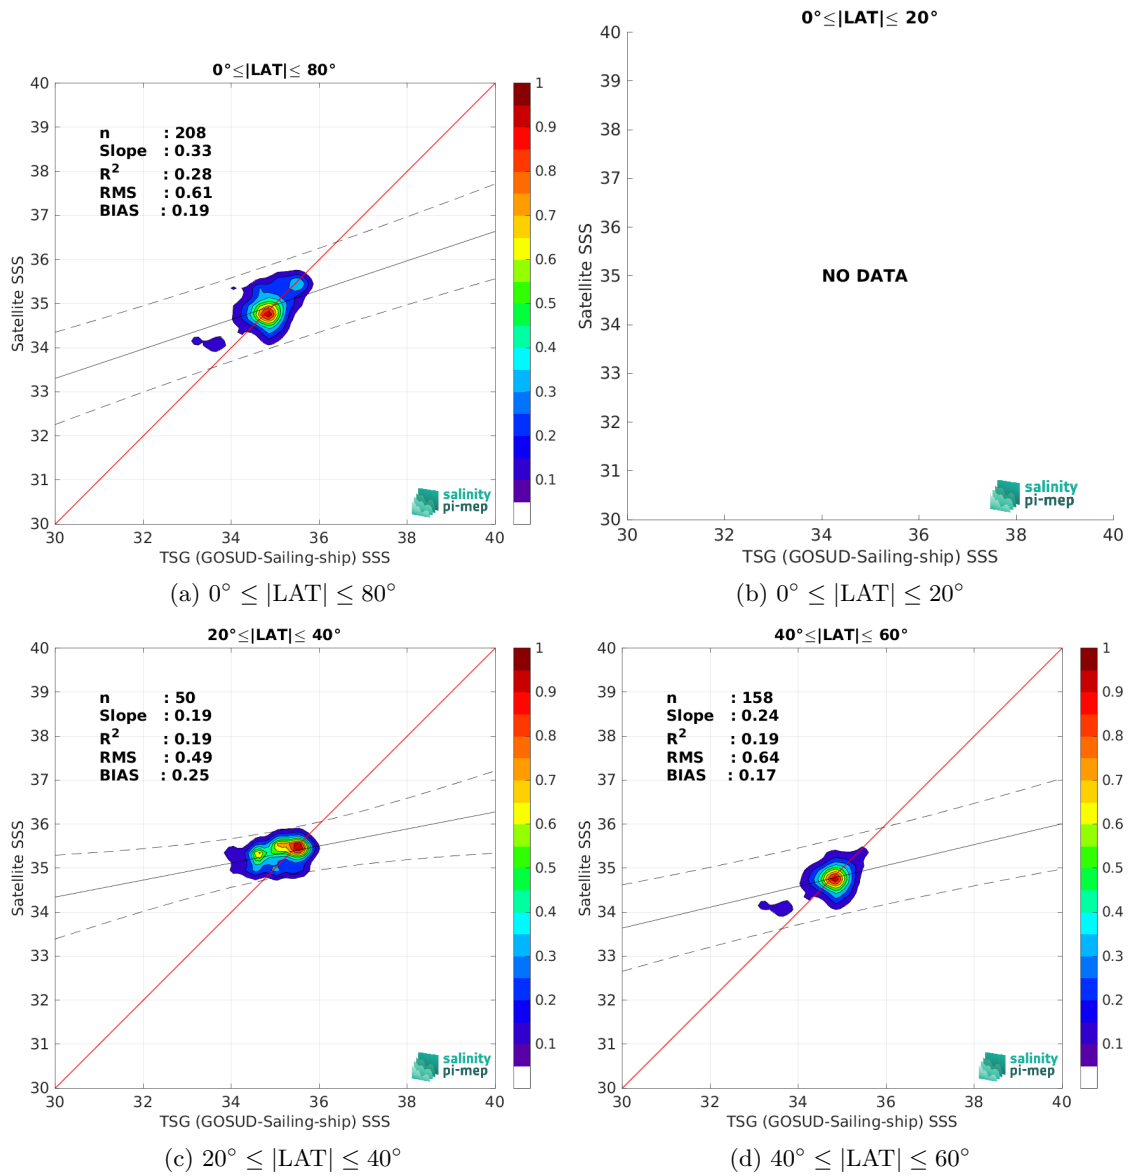 0°≤|LAT|≤ 80°
n : 208
Slope : 0.33
R² : 0.28
RMS : 0.61
BIAS : 0.19
40
39
38
37
36
35
34
33
32
31
30
Satellite SSS
30 32 34 36 38 40
TSG (GOSUD-Sailing-ship) SSS
1
0.9
0.8
0.7
0.6
0.5
0.4
0.3
0.2
0.1
salinity
pi-mep
(a) 0° ≤ |LAT| ≤ 80°
0°≤|LAT|≤ 20°
40
39
38
37
36
35
34
33
32
31
30
Satellite SSS
NO DATA
salinity
pi-mep
30 32 34 36 38 40
TSG (GOSUD-Sailing-ship) SSS
(b) 0° ≤ |LAT| ≤ 20°
20°≤|LAT|≤ 40°
n : 50
Slope : 0.19
R² : 0.19
RMS : 0.49
BIAS : 0.25
40
39
38
37
36
35
34
33
32
31
30
Satellite SSS
30 32 34 36 38 40
TSG (GOSUD-Sailing-ship) SSS
1
0.9
0.8
0.7
0.6
0.5
0.4
0.3
0.2
0.1
salinity
pi-mep
(c) 20° ≤ |LAT| ≤ 40°
40°≤|LAT|≤ 60°
n : 158
Slope : 0.24
R² : 0.19
RMS : 0.64
BIAS : 0.17
40
39
38
37
36
35
34
33
32
31
30
Satellite SSS
30 32 34 36 38 40
TSG (GOSUD-Sailing-ship) SSS
1
0.9
0.8
0.7
0.6
0.5
0.4
0.3
0.2
0.1
salinity
pi-mep
(d) 40° ≤ |LAT| ≤ 60°